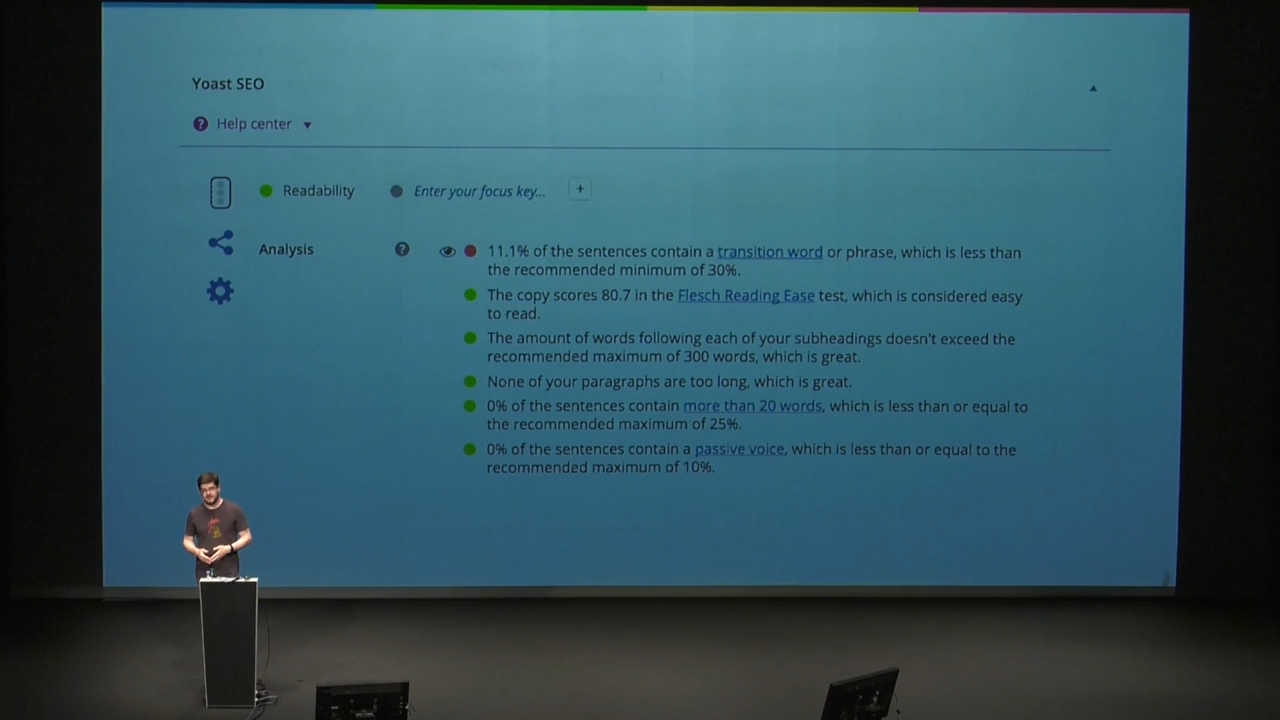 Yoast SEO
Help center
Readability
Enter your focus key...
+
Analysis
11.1% of the sentences contain a transition word or phrase, which is less than
the recommended minimum of 30%.
The copy scores 80.7 in the Flesch Reading Ease test, which is considered easy
to read.
The amount of words following each of your subheadings doesn't exceed the
recommended maximum of 300 words, which is great.
None of your paragraphs are too long, which is great.
0% of the sentences contain more than 20 words, which is less than or equal to
the recommended maximum of 25%.
0% of the sentences contain a passive voice, which is less than or equal to the
recommended maximum of 10%.